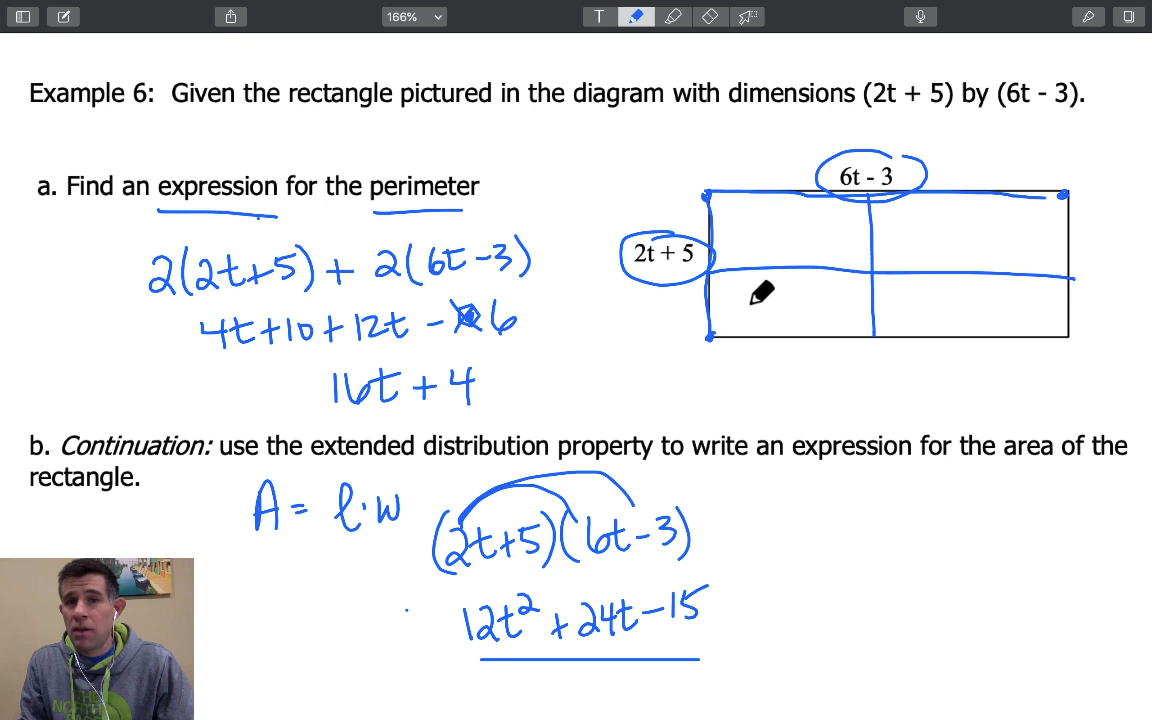 166%
T
Example 6: Given the rectangle pictured in the diagram with dimensions (2t + 5) by (6t - 3).
a. Find an expression for the perimeter
6t - 3
2t + 5
2(2t+5) + 2(6t-3)
4t+10+12t - 6
16t + 4
b. Continuation: use the extended distribution property to write an expression for the area of the
rectangle.
A = l·w
(2t+5)(6t-3)
12t² + 24t - 15
THE
NORTH